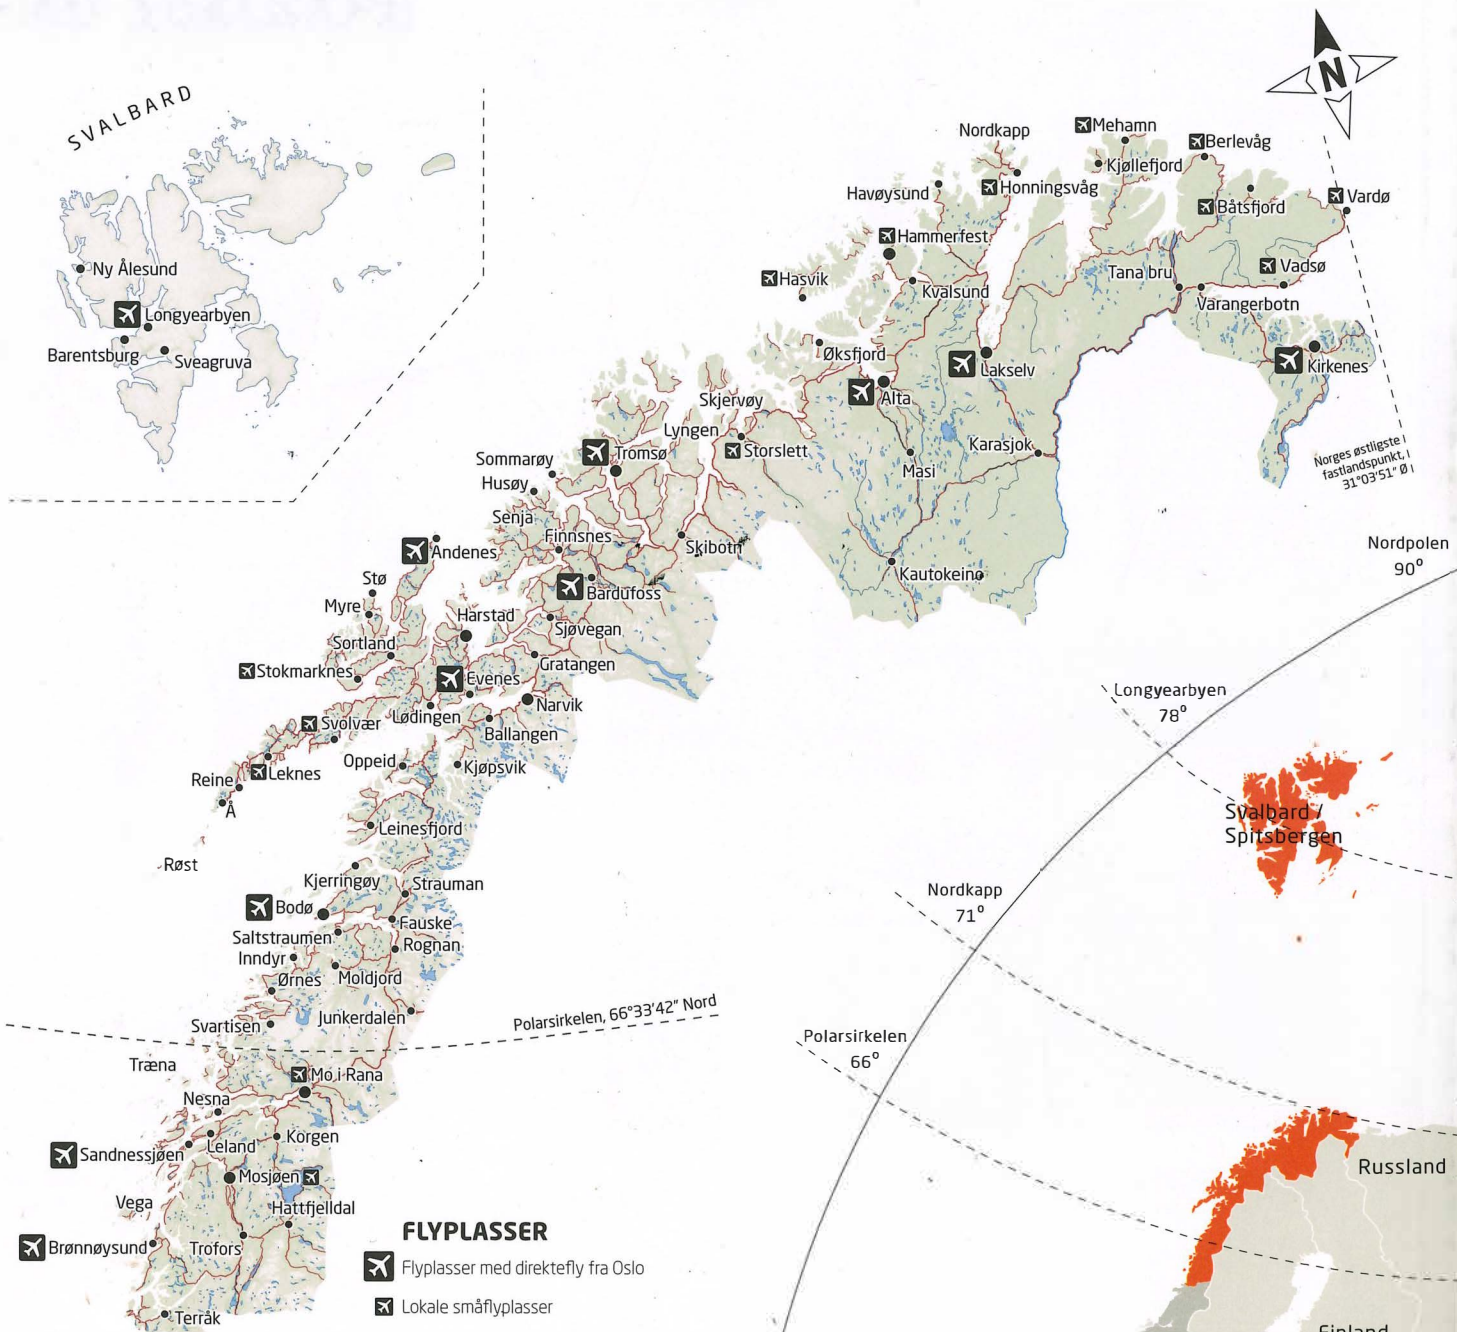 SVALBARD
Ny Ålesund
Longyearbyen
Barentsburg
Sveagruva
N
Nordkapp
Mehamn
Kjøllefjord
Berlevåg
Havøysund
Honningsvåg
Båtsfjord
Vardø
Hammerfest
Hasvik
Kvalsund
Tana bru
Vadsø
Varangerbotn
Øksfjord
Lakselv
Kirkenes
Alta
Skjervøy
Lyngen
Storslett
Karasjok
Masi
Norges østligste
fastlandspunkt,
31°03'51" Ø
Tromsø
Sommarøy
Husøy
Senja
Finnsnes
Skibotn
Kautokeino
Andenes
Bardufoss
Stø
Myre
Harstad
Sjøvegan
Sortland
Gratangen
Stokmarknes
Evenes
Narvik
Lødingen
Svolvær
Ballangen
Oppeid
Kjøpsvik
Reine
Leknes
Å
Leinesfjord
Røst
Kjerringøy
Strauman
Bodø
Fauske
Saltstraumen
Rognan
Inndyr
Moldjord
Ørnes
Junkerdalen
Svartisen
Polarsirkelen, 66°33'42" Nord
Træna
Mo i Rana
Nesna
Korgen
Leland
Sandnessjøen
Mosjøen
Vega
Hattfjelldal
Brønnøysund
Trofors
Terråk
FLYPLASSER
Flyplasser med direktefly fra Oslo
Lokale småflyplasser
Nordpolen
90°
Longyearbyen
78°
Svalbard /
Spitsbergen
Nordkapp
71°
Polarsirkelen
66°
Russland
Finland